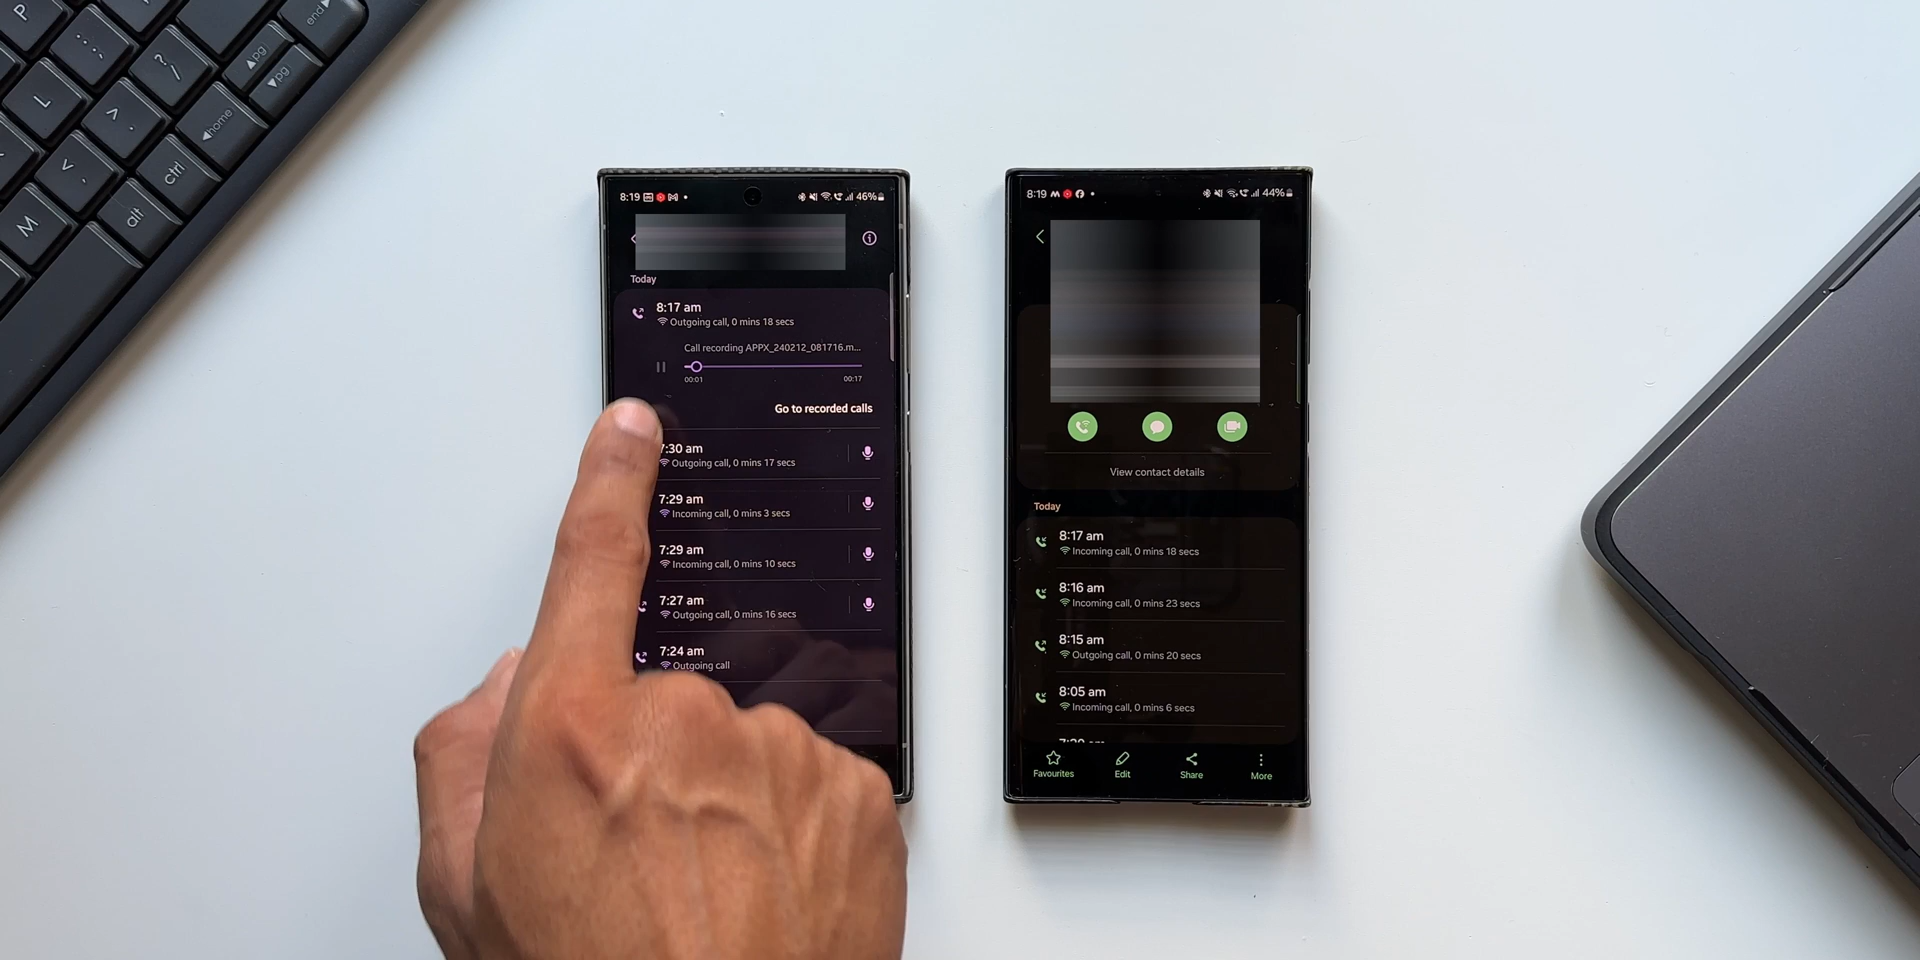 P
end
pg
pg
L
? /
home
> .
< ,
ctrl
M
alt
8:19
46%
Today
8:17 am
Outgoing call, 0 mins 18 secs
Call recording APPX_240212_081716.m...
00:01
00:17
Go to recorded calls
7:30 am
Outgoing call, 0 mins 17 secs
7:29 am
Incoming call, 0 mins 3 secs
7:29 am
Incoming call, 0 mins 10 secs
7:27 am
Outgoing call, 0 mins 16 secs
7:24 am
Outgoing call
8:19
44%
View contact details
Today
8:17 am
Incoming call, 0 mins 18 secs
8:16 am
Incoming call, 0 mins 23 secs
8:15 am
Outgoing call, 0 mins 20 secs
8:05 am
Incoming call, 0 mins 6 secs
Favourites
Edit
Share
More